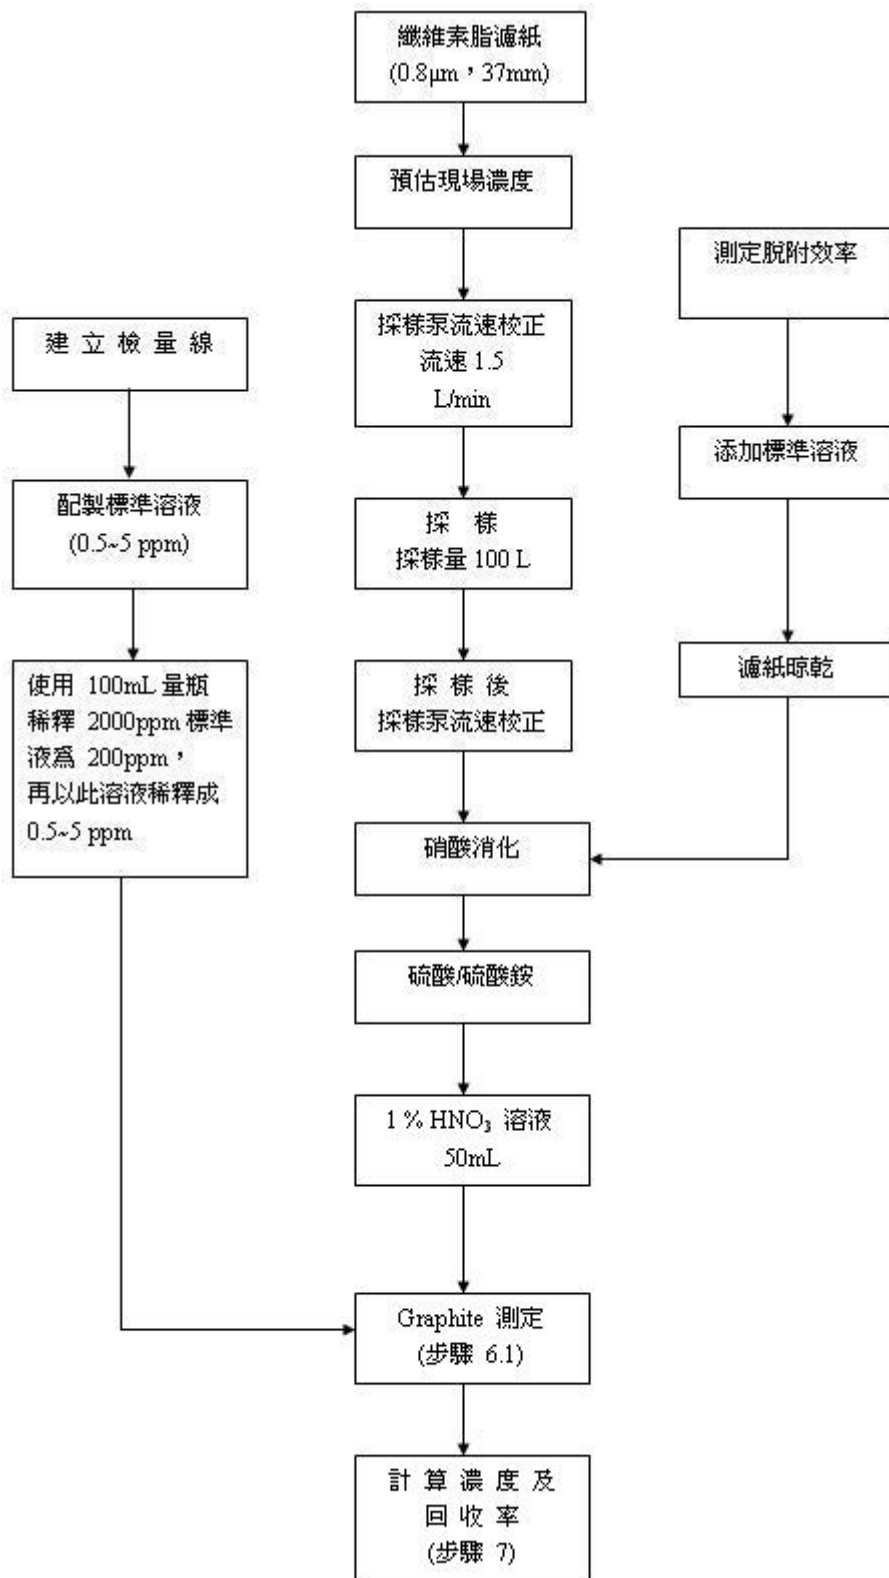 纖維素脂濾紙
(0.8μm，37mm)
預估現場濃度
採樣泵流速校正
流速 1.5
L/min
採 樣
採樣量 100 L
採 樣 後
採樣泵流速校正
硝酸消化
硫酸/硫酸銨
1 % HNO₃ 溶液
50mL
Graphite 測定
(步驟 6.1)
計 算 濃 度 及
回 收 率
(步驟 7)
建 立 檢 量 線
配製標準溶液
(0.5~5 ppm)
使用 100mL 量瓶
稀釋 2000ppm 標準
液爲 200ppm，
再以此溶液稀釋成
0.5~5 ppm
測定脫附效率
添加標準溶液
濾紙晾乾